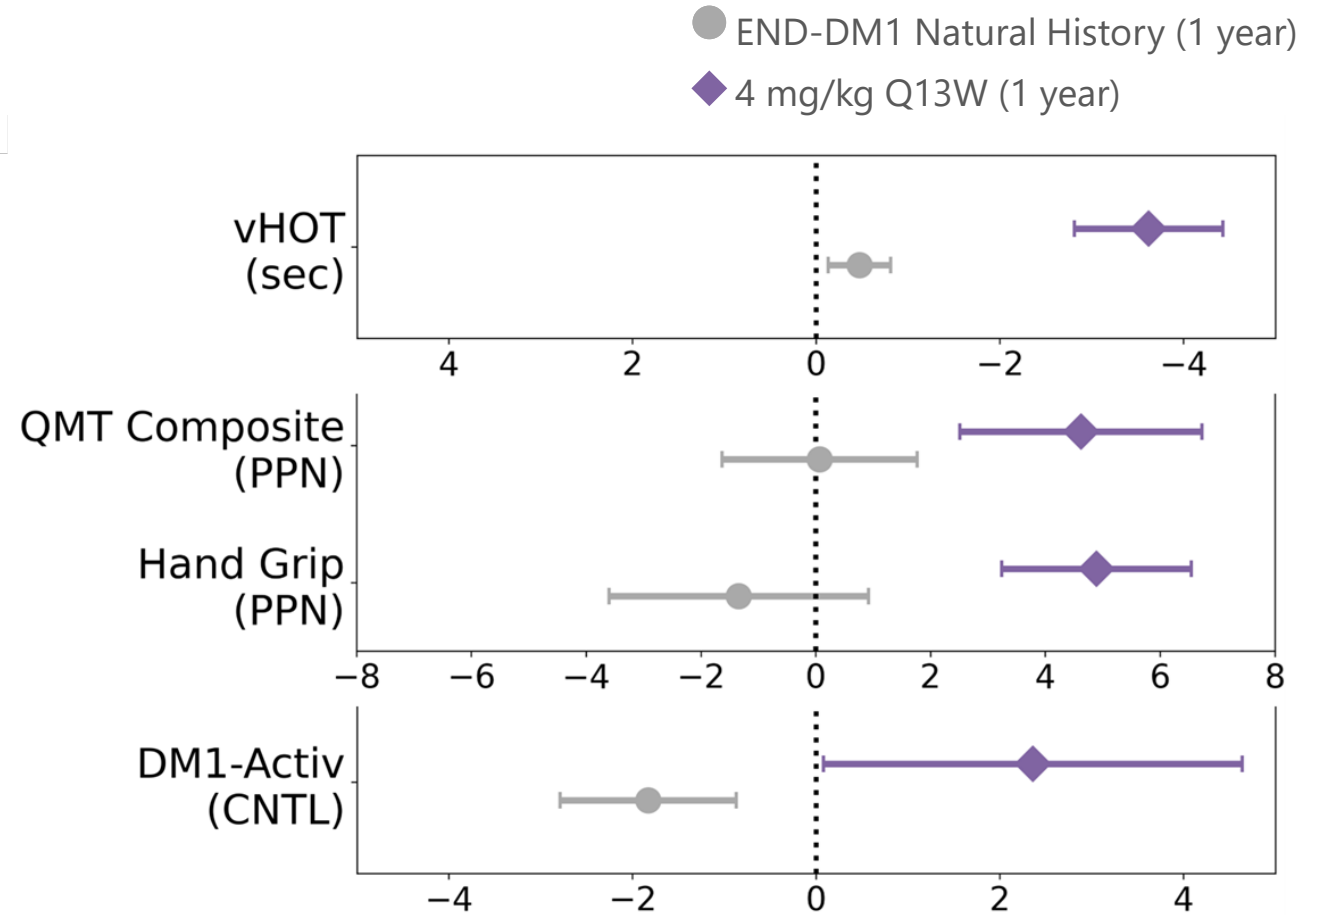 END-DM1 Natural History (1 year)
4 mg/kg Q13W (1 year)
vHOT
(sec)
4 2 0 −2 −4
QMT Composite
(PPN)
Hand Grip
(PPN)
−8 −6 −4 −2 0 2 4 6 8
DM1-Activ
(CNTL)
−4 −2 0 2 4